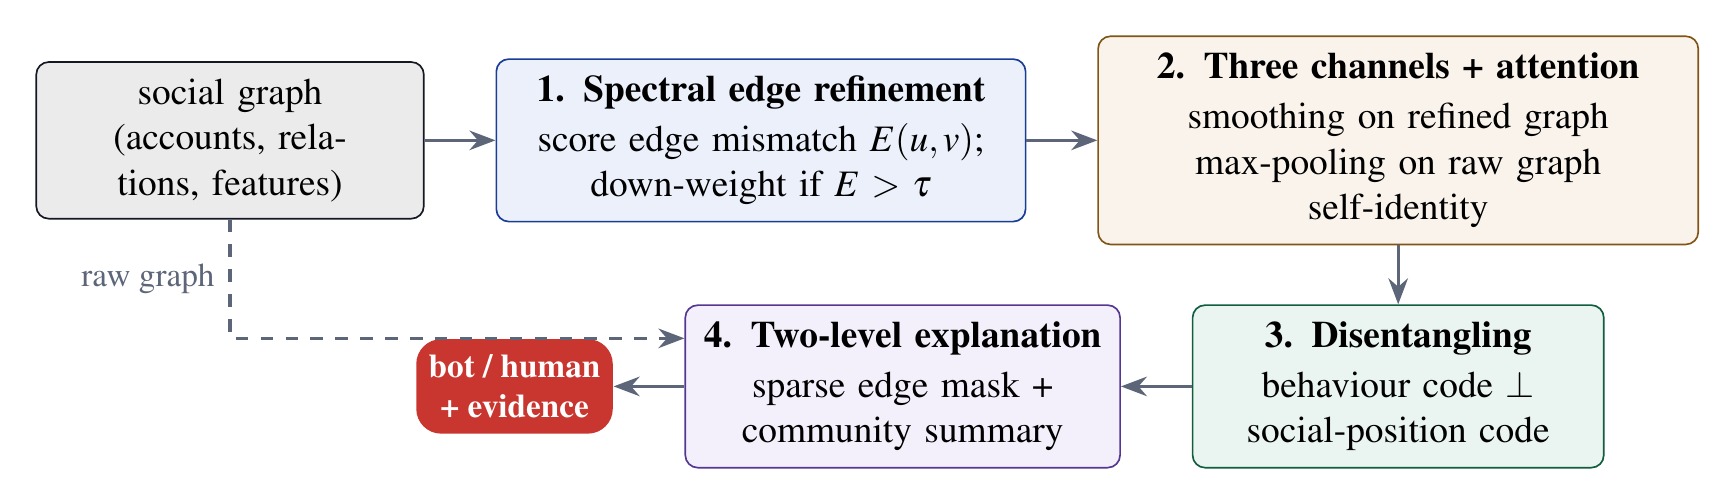 social graph
(accounts, rela-
tions, features)
1. Spectral edge refinement
score edge mismatch E(u, v);
down-weight if E > τ
2. Three channels + attention
smoothing on refined graph
max-pooling on raw graph
self-identity
raw graph
bot / human
+ evidence
4. Two-level explanation
sparse edge mask +
community summary
3. Disentangling
behaviour code ⊥
social-position code